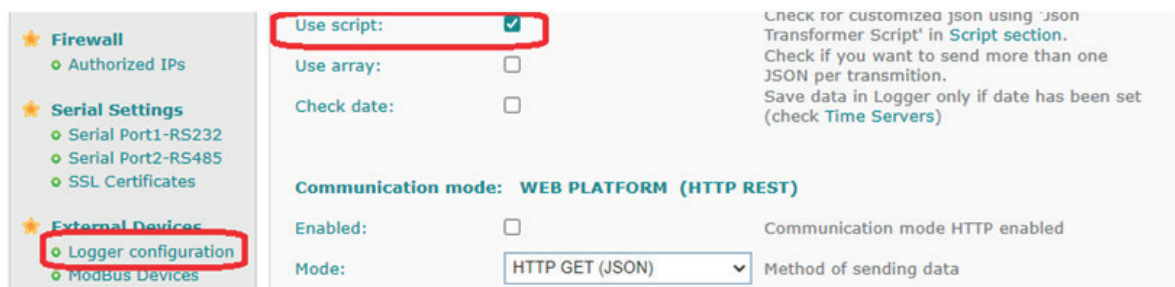 Firewall
Authorized IPs
Serial Settings
Serial Port1-RS232
Serial Port2-RS485
SSL Certificates
External Devices
Logger configuration
ModBus Devices
Use script:
Check for customized json using 'Json
Transformer Script' in Script section.
Use array:
Check if you want to send more than one
JSON per transmition.
Check date:
Save data in Logger only if date has been set
(check Time Servers)
Communication mode: WEB PLATFORM (HTTP REST)
Enabled:
Communication mode HTTP enabled
Mode:
HTTP GET (JSON)
Method of sending data